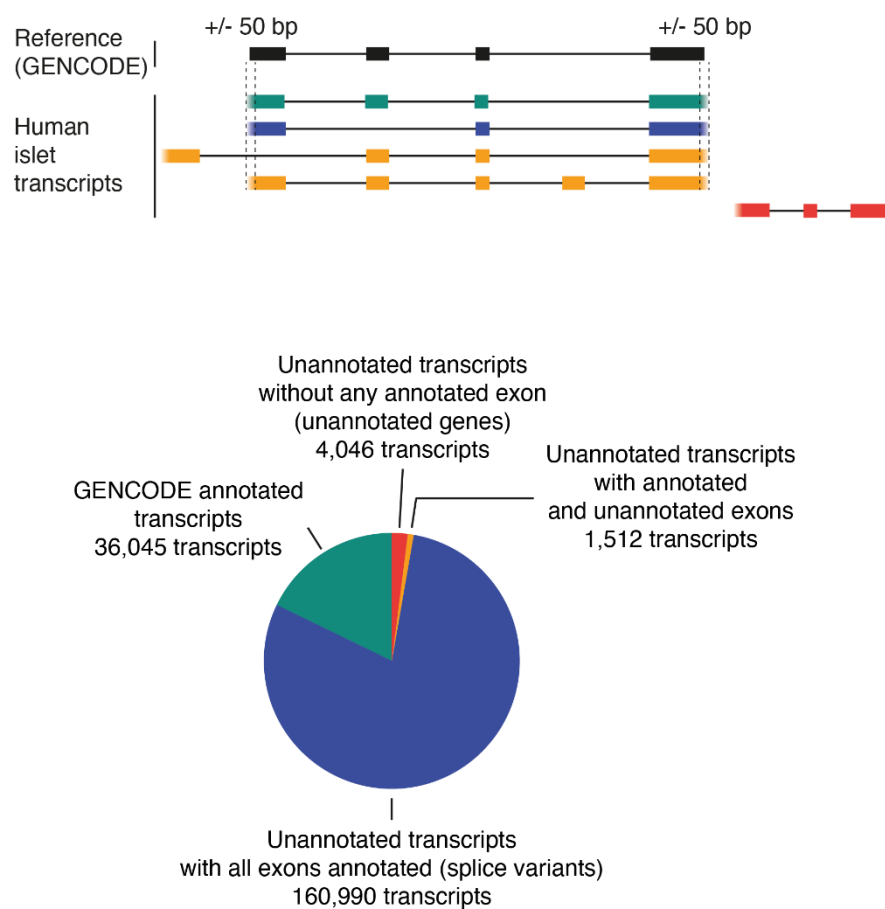 +/- 50 bp
+/- 50 bp
Reference
(GENCODE)
Human
islet
transcripts
Unannotated transcripts
without any annotated exon
(unannotated genes)
4,046 transcripts
Unannotated transcripts
with annotated
and unannotated exons
1,512 transcripts
GENCODE annotated
transcripts
36,045 transcripts
Unannotated transcripts
with all exons annotated (splice variants)
160,990 transcripts